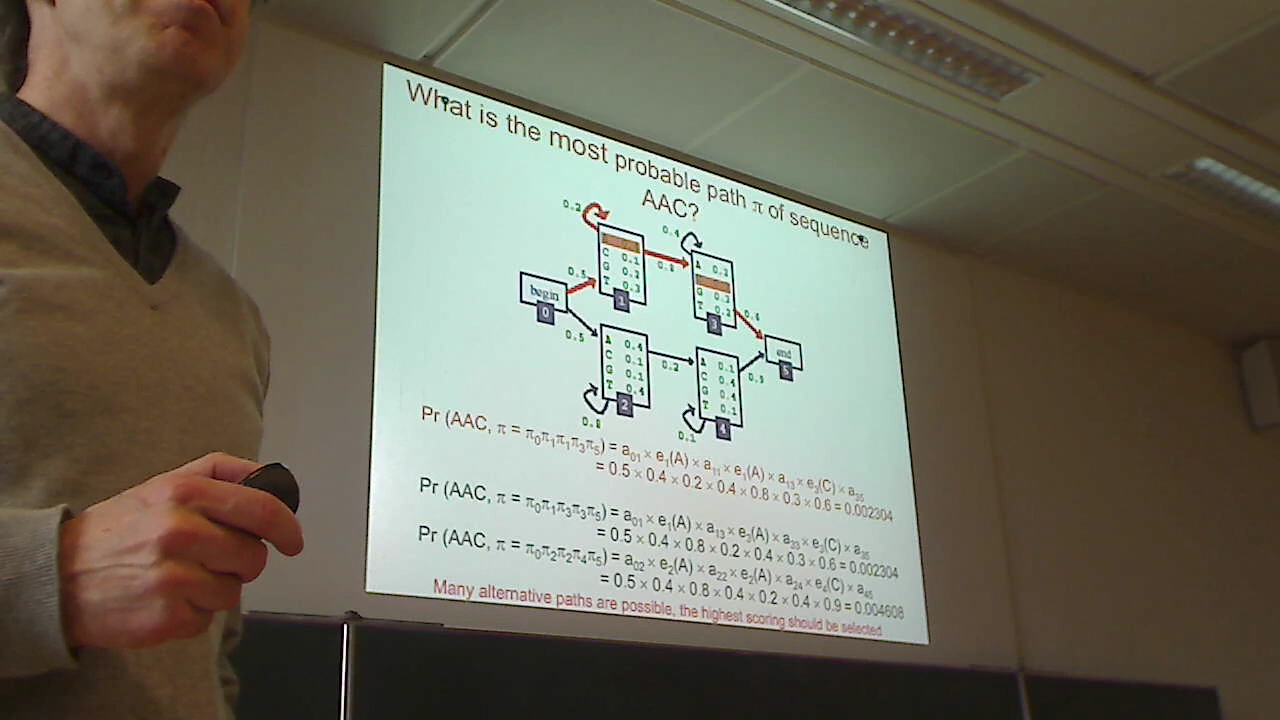 What is the most probable path π of sequence
AAC?
0.2
0.4
C 0.1
G 0.2
T 0.3
1
0.8
A 0.2
G 0.3
T 0.2
3
0.5
begin
0
0.6
end
5
0.5
A 0.4
C 0.1
G 0.1
T 0.4
2
0.2
A 0.1
C 0.4
G 0.4
T 0.1
4
0.9
0.8
0.1
Pr (AAC, π = π₀π₁π₁π₃π₅) = a₀₁ × e₁(A) × a₁₁ × e₁(A) × a₁₃ × e₃(C) × a₃₅
= 0.5 × 0.4 × 0.2 × 0.4 × 0.8 × 0.3 × 0.6 = 0.002304
Pr (AAC, π = π₀π₁π₃π₃π₅) = a₀₁ × e₁(A) × a₁₃ × e₃(A) × a₃₃ × e₃(C) × a₃₅
= 0.5 × 0.4 × 0.8 × 0.2 × 0.4 × 0.3 × 0.6 = 0.002304
Pr (AAC, π = π₀π₂π₂π₄π₅) = a₀₂ × e₂(A) × a₂₂ × e₂(A) × a₂₄ × e₄(C) × a₄₅
= 0.5 × 0.4 × 0.8 × 0.4 × 0.2 × 0.4 × 0.9 = 0.004608
Many alternative paths are possible, the highest scoring should be selected